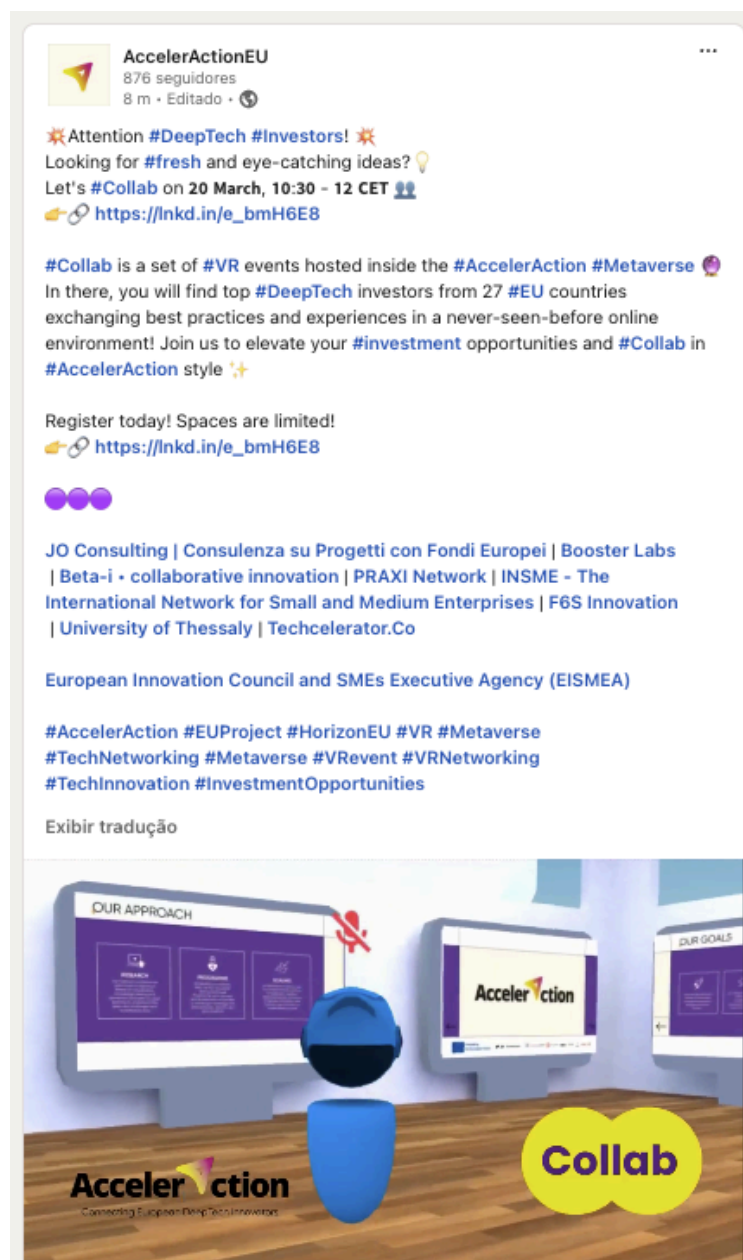 AccelerActionEU
876 seguidores
8 m • Editado •
💥Attention #DeepTech #Investors! 💥
Looking for #fresh and eye-catching ideas?💡
Let's #Collab on 20 March, 10:30 - 12 CET 👥
👉🔗 https://lnkd.in/e_bmH6E8
#Collab is a set of #VR events hosted inside the #AccelerAction #Metaverse 🔮
In there, you will find top #DeepTech investors from 27 #EU countries
exchanging best practices and experiences in a never-seen-before online
environment! Join us to elevate your #investment opportunities and #Collab in
#AccelerAction style ✨
Register today! Spaces are limited!
👉🔗 https://lnkd.in/e_bmH6E8
🟣🟣🟣
JO Consulting | Consulenza su Progetti con Fondi Europei | Booster Labs
| Beta-i • collaborative innovation | PRAXI Network | INSME - The
International Network for Small and Medium Enterprises | F6S Innovation
| University of Thessaly | Techcelerator.Co
European Innovation Council and SMEs Executive Agency (EISMEA)
#AccelerAction #EUProject #HorizonEU #VR #Metaverse
#TechNetworking #Metaverse #VRevent #VRNetworking
#TechInnovation #InvestmentOpportunities
Exibir tradução
OUR APPROACH
RESEARCH
OUR GOALS
AccelerAction
Collab
AccelerAction
Connecting European DeepTech Innovators